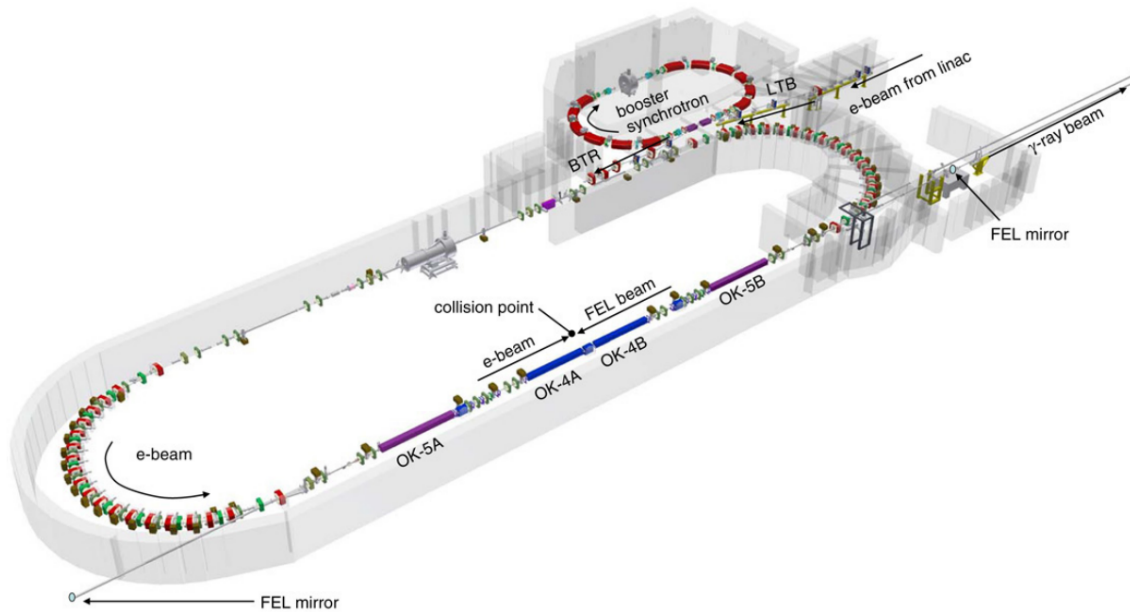 LTB
e-beam from linac
booster
synchrotron
BTR
γ-ray beam
FEL mirror
collision point
FEL beam
OK-5B
e-beam
OK-4B
OK-4A
OK-5A
e-beam
FEL mirror